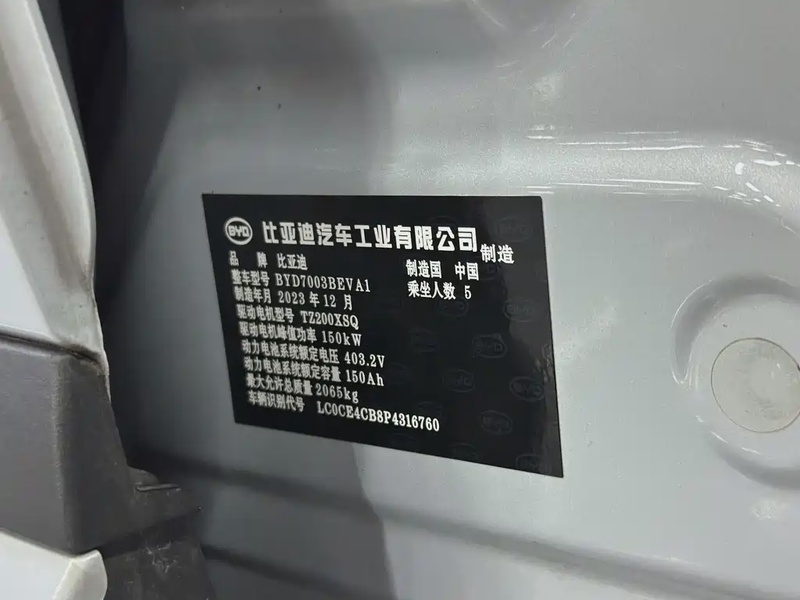 BYD 比亚迪汽车工业有限公司 制造
品 牌 比亚迪 制造国 中国
整车型号 BYD7003BEVA1 乘坐人数 5
制造年月 2023 年 12 月
驱动电机型号 TZ200XSQ
驱动电机峰值功率 150kW
动力电池系统额定电压 403.2V
动力电池系统额定容量 150Ah
最大允许总质量 2065kg
车辆识别代号 LC0CE4CB8P4316760